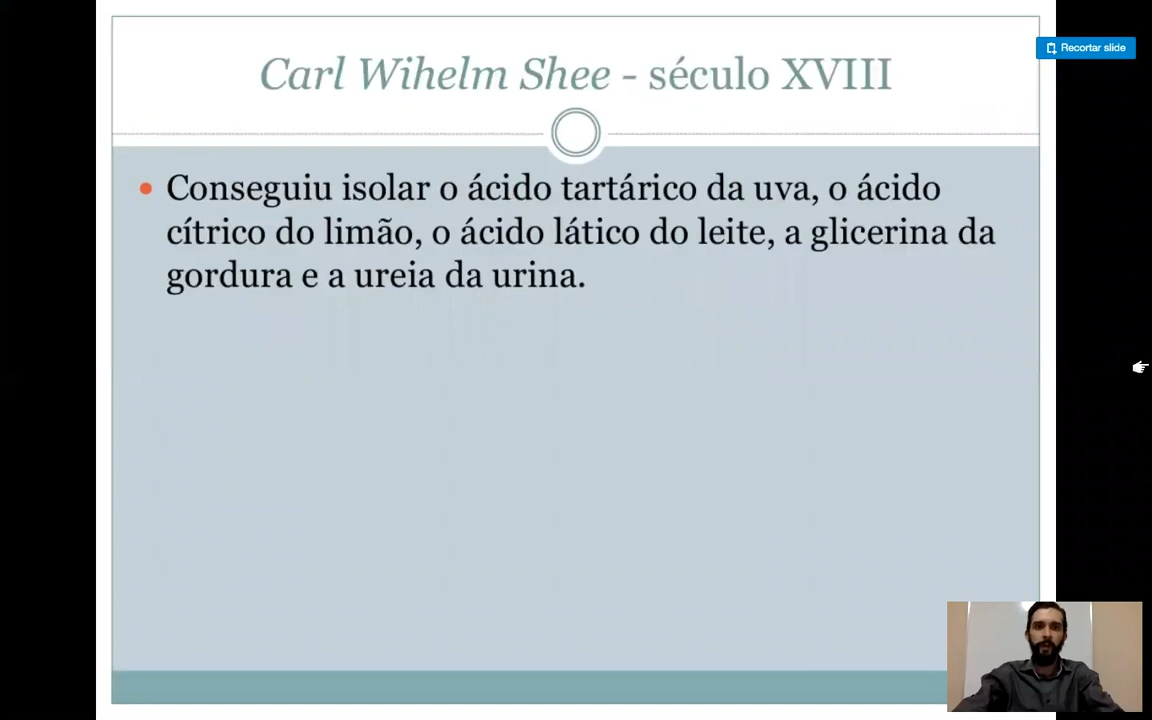 Carl Wihelm Shee - século XVIII
Recortar slide
• Conseguiu isolar o ácido tartárico da uva, o ácido
cítrico do limão, o ácido lático do leite, a glicerina da
gordura e a ureia da urina.